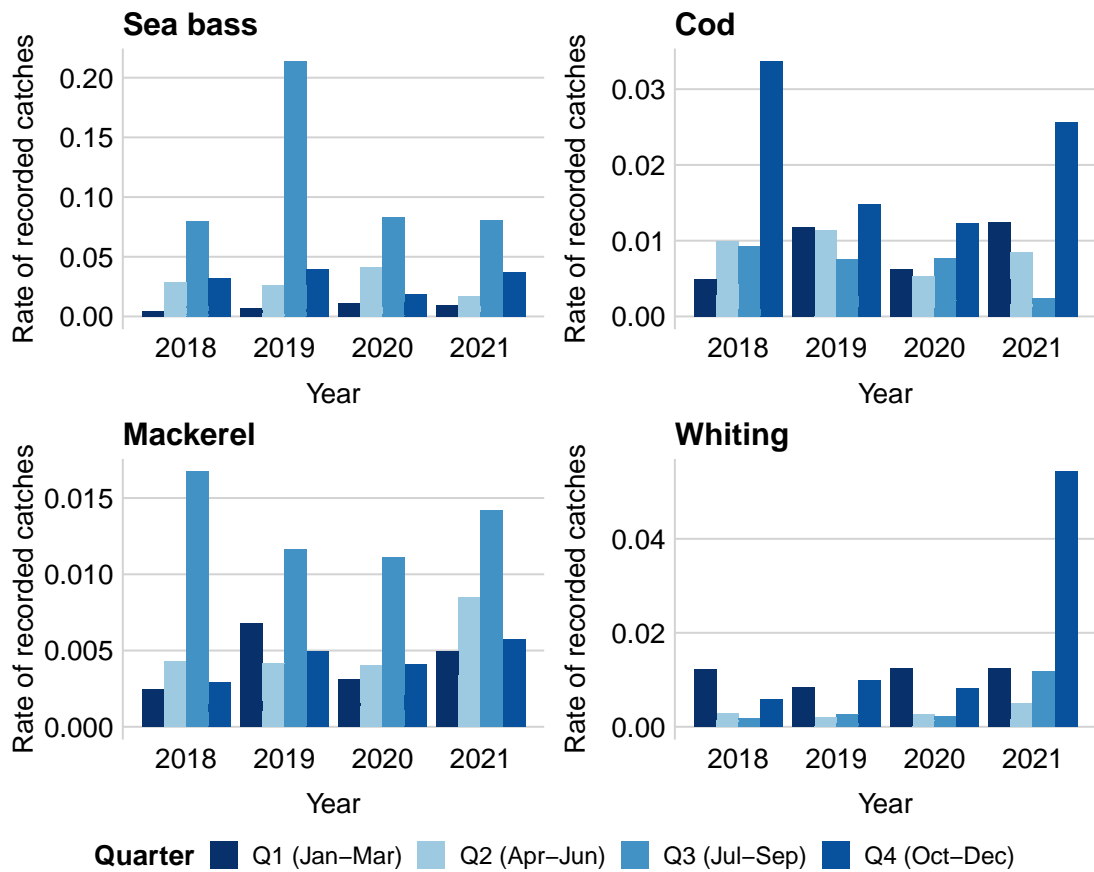 Sea bass
Rate of recorded catches
0.20
0.15
0.10
0.05
0.00
2018 2019 2020 2021
Year
Cod
Rate of recorded catches
0.03
0.02
0.01
0.00
2018 2019 2020 2021
Year
Mackerel
Rate of recorded catches
0.015
0.010
0.005
0.000
2018 2019 2020 2021
Year
Whiting
Rate of recorded catches
0.04
0.02
0.00
2018 2019 2020 2021
Year
Quarter Q1 (Jan−Mar) Q2 (Apr−Jun) Q3 (Jul−Sep) Q4 (Oct−Dec)